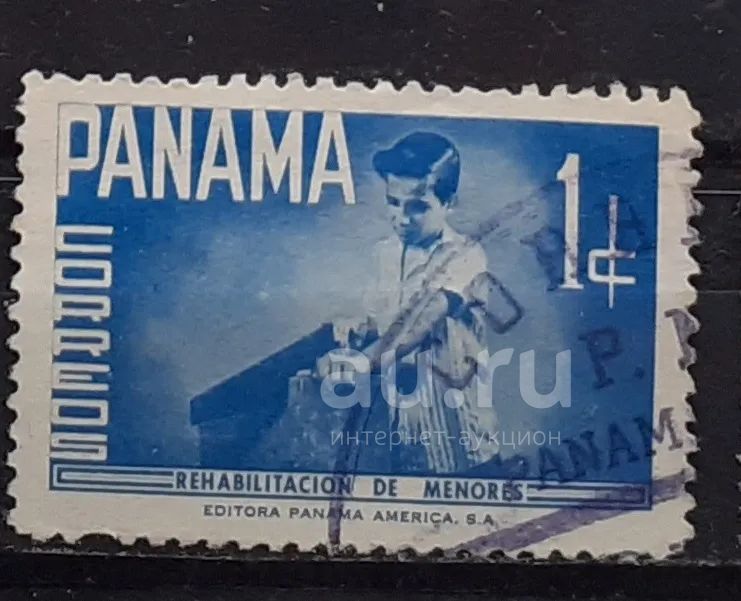 PANAMA
1¢
CORREOS
REHABILITACION DE MENORES
EDITORA PANAMA AMERICA, S.A
P.
PANAM
au.ru
интернет-аукцион